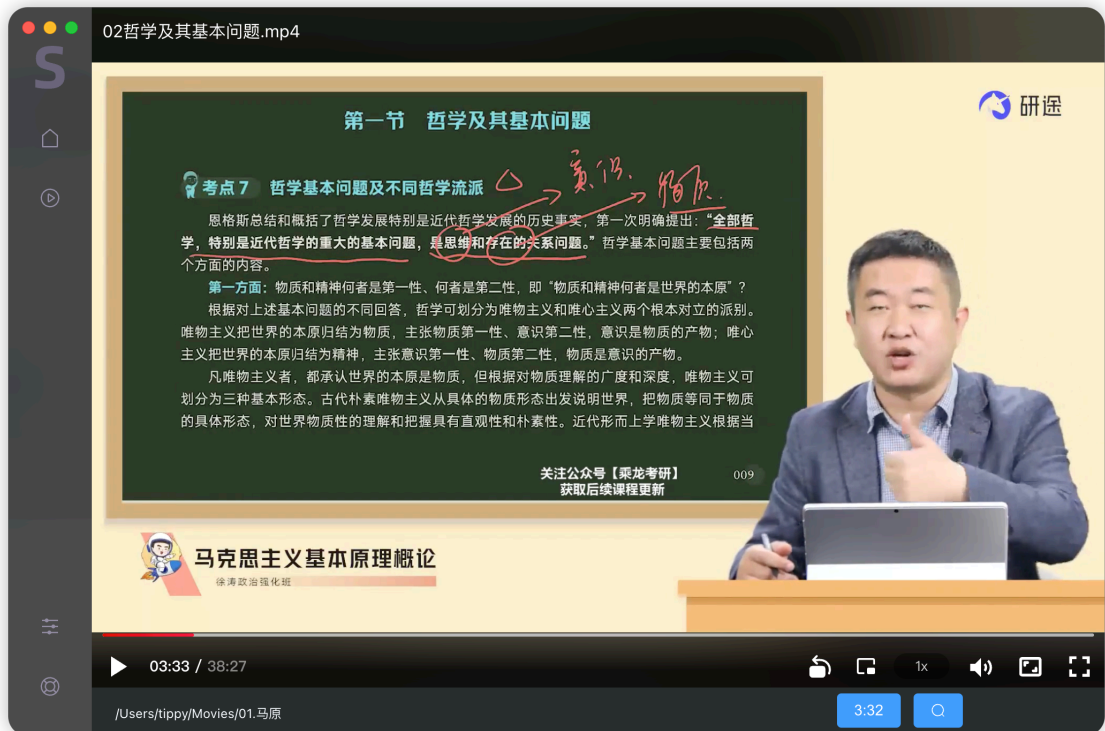 02哲学及其基本问题.mp4
S
研途
第一节 哲学及其基本问题
考点7 哲学基本问题及不同哲学流派
意识.
物质.
恩格斯总结和概括了哲学发展特别是近代哲学发展的历史事实，第一次明确提出：“全部哲
学，特别是近代哲学的重大的基本问题，是思维和存在的关系问题。”哲学基本问题主要包括两
个方面的内容。
第一方面：物质和精神何者是第一性、何者是第二性，即“物质和精神何者是世界的本原”？
根据对上述基本问题的不同回答，哲学可划分为唯物主义和唯心主义两个根本对立的派别。
唯物主义把世界的本原归结为物质，主张物质第一性、意识第二性，意识是物质的产物；唯心
主义把世界的本原归结为精神，主张意识第一性、物质第二性，物质是意识的产物。
凡唯物主义者，都承认世界的本原是物质，但根据对物质理解的广度和深度，唯物主义可
划分为三种基本形态。古代朴素唯物主义从具体的物质形态出发说明世界，把物质等同于物质
的具体形态，对世界物质性的理解和把握具有直观性和朴素性。近代形而上学唯物主义根据当
关注公众号【乘龙考研】
获取后续课程更新
009
马克思主义基本原理概论
徐涛政治强化班
03:33 / 38:27
1x
/Users/tippy/Movies/01.马原
3:32